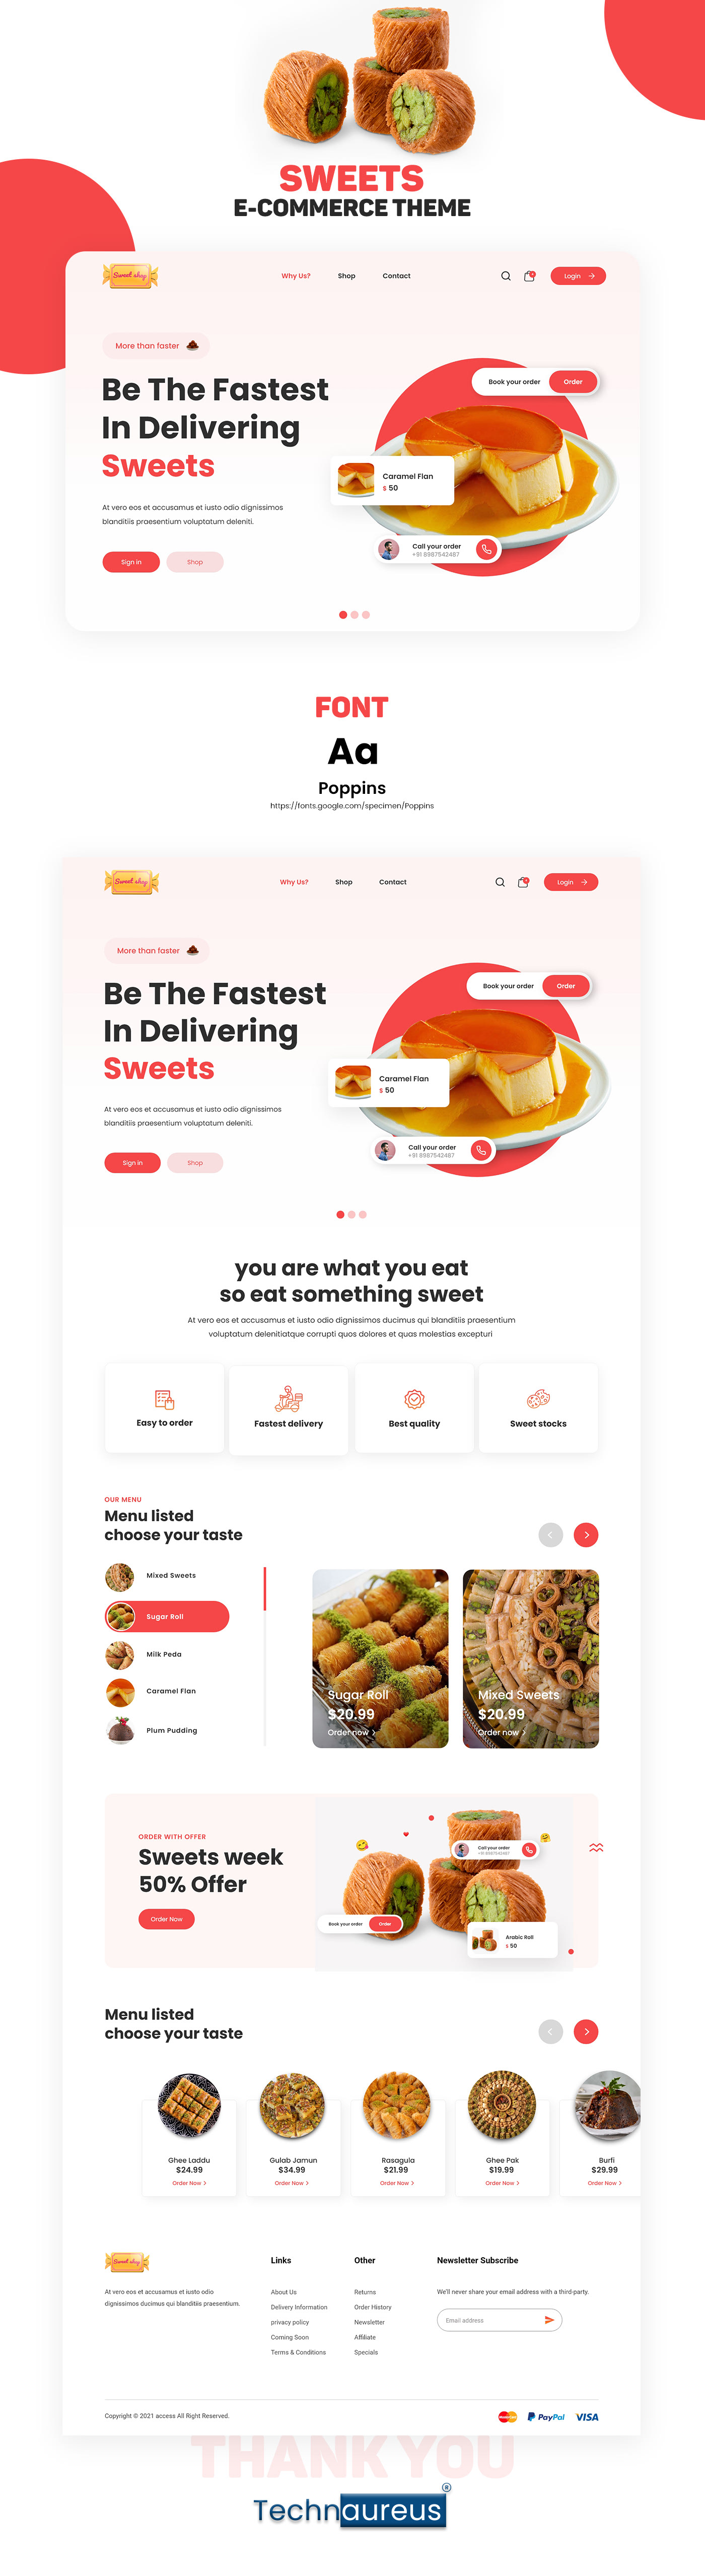 SWEETS
E-COMMERCE THEME
Sweet shop
Why Us?
Shop
Contact
Login
More than faster
Be The Fastest
In Delivering
Sweets
At vero eos et accusamus et iusto odio dignissimos
blanditiis praesentium voluptatum deleniti.
Sign in
Shop
Book your order
Order
Caramel Flan
$ 50
Call your order
+91 8987542487
FONT
Aa
Poppins
https://fonts.google.com/specimen/Poppins
Sweet shop
Why Us?
Shop
Contact
Login
More than faster
Be The Fastest
In Delivering
Sweets
At vero eos et accusamus et iusto odio dignissimos
blanditiis praesentium voluptatum deleniti.
Sign in
Shop
Book your order
Order
Caramel Flan
$ 50
Call your order
+91 8987542487
you are what you eat
so eat something sweet
At vero eos et accusamus et iusto odio dignissimos ducimus qui blanditiis praesentium
voluptatum delenitiatque corrupti quos dolores et quas molestias excepturi
Easy to order
Fastest delivery
Best quality
Sweet stocks
OUR MENU
Menu listed
choose your taste
Mixed Sweets
Sugar Roll
Milk Peda
Caramel Flan
Plum Pudding
Sugar Roll
$20.99
Order now
Mixed Sweets
$20.99
Order now
ORDER WITH OFFER
Sweets week
50% Offer
Order Now
Call your order
+91 8987542487
Book your order
Order
Arabic Roll
$ 50
Menu listed
choose your taste
Ghee Laddu
$24.99
Order Now
Gulab Jamun
$34.99
Order Now
Rasagula
$21.99
Order Now
Ghee Pak
$19.99
Order Now
Burfi
$29.99
Order Now
Sweet shop
At vero eos et accusamus et iusto odio
dignissimos ducimus qui blanditiis praesentium.
Links
About Us
Delivery Information
privacy policy
Coming Soon
Terms & Conditions
Other
Returns
Order History
Newsletter
Affiliate
Specials
Newsletter Subscribe
We'll never share your email address with a third-party.
Email address
Copyright © 2021 access All Right Reserved.
PayPal
VISA
THANK YOU
Technaureus ®